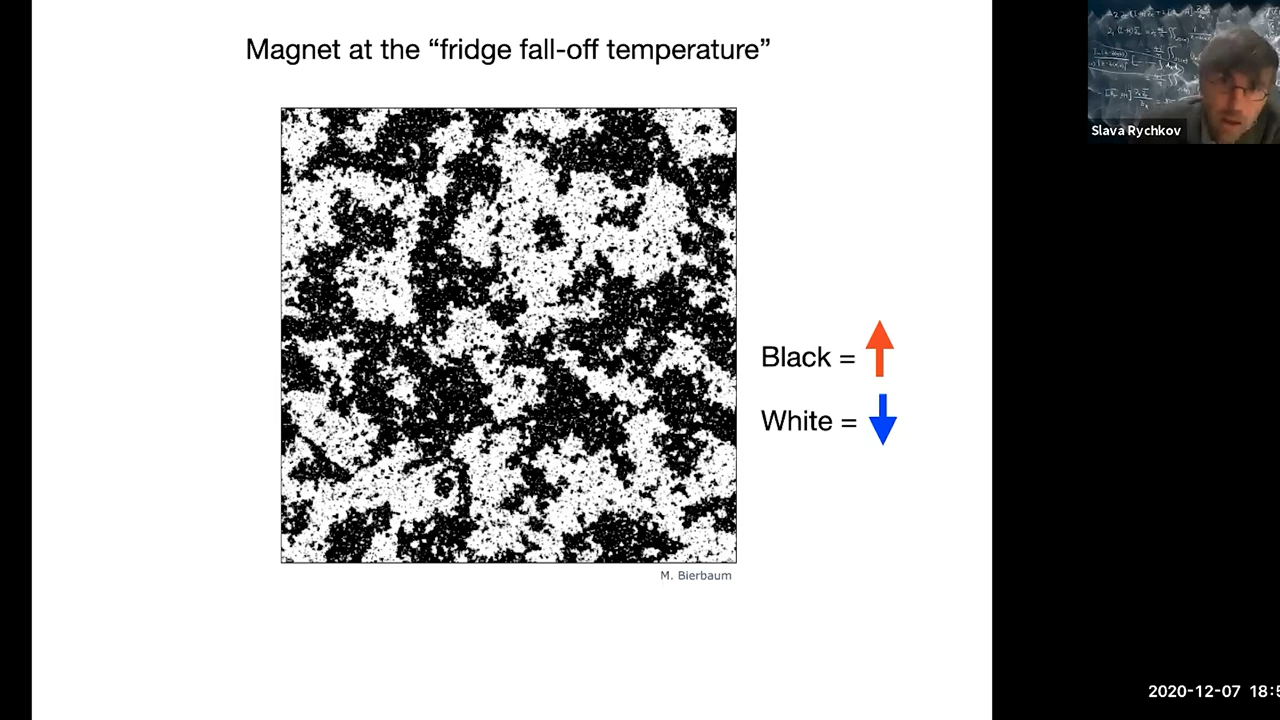 Magnet at the “fridge fall-off temperature”
Slava Rychkov
Black =
White =
M. Bierbaum
2020-12-07 18:5